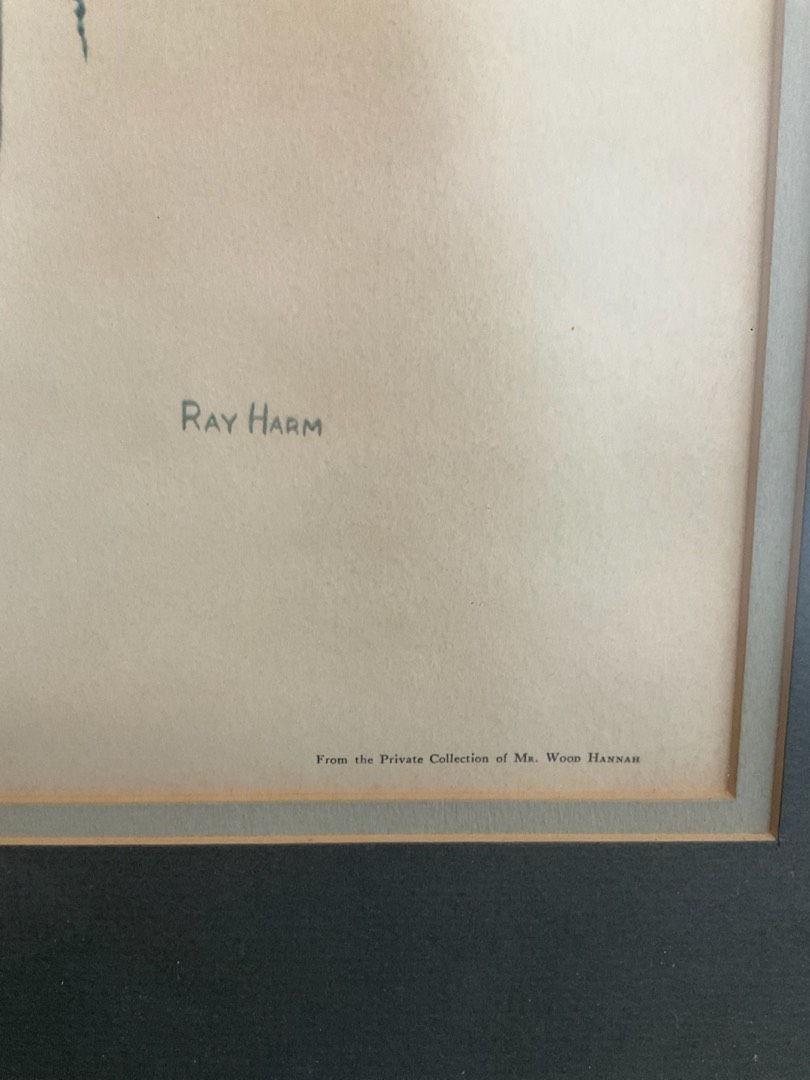 RAY HARM
From the Private Collection of MR. WOOD HANNAH